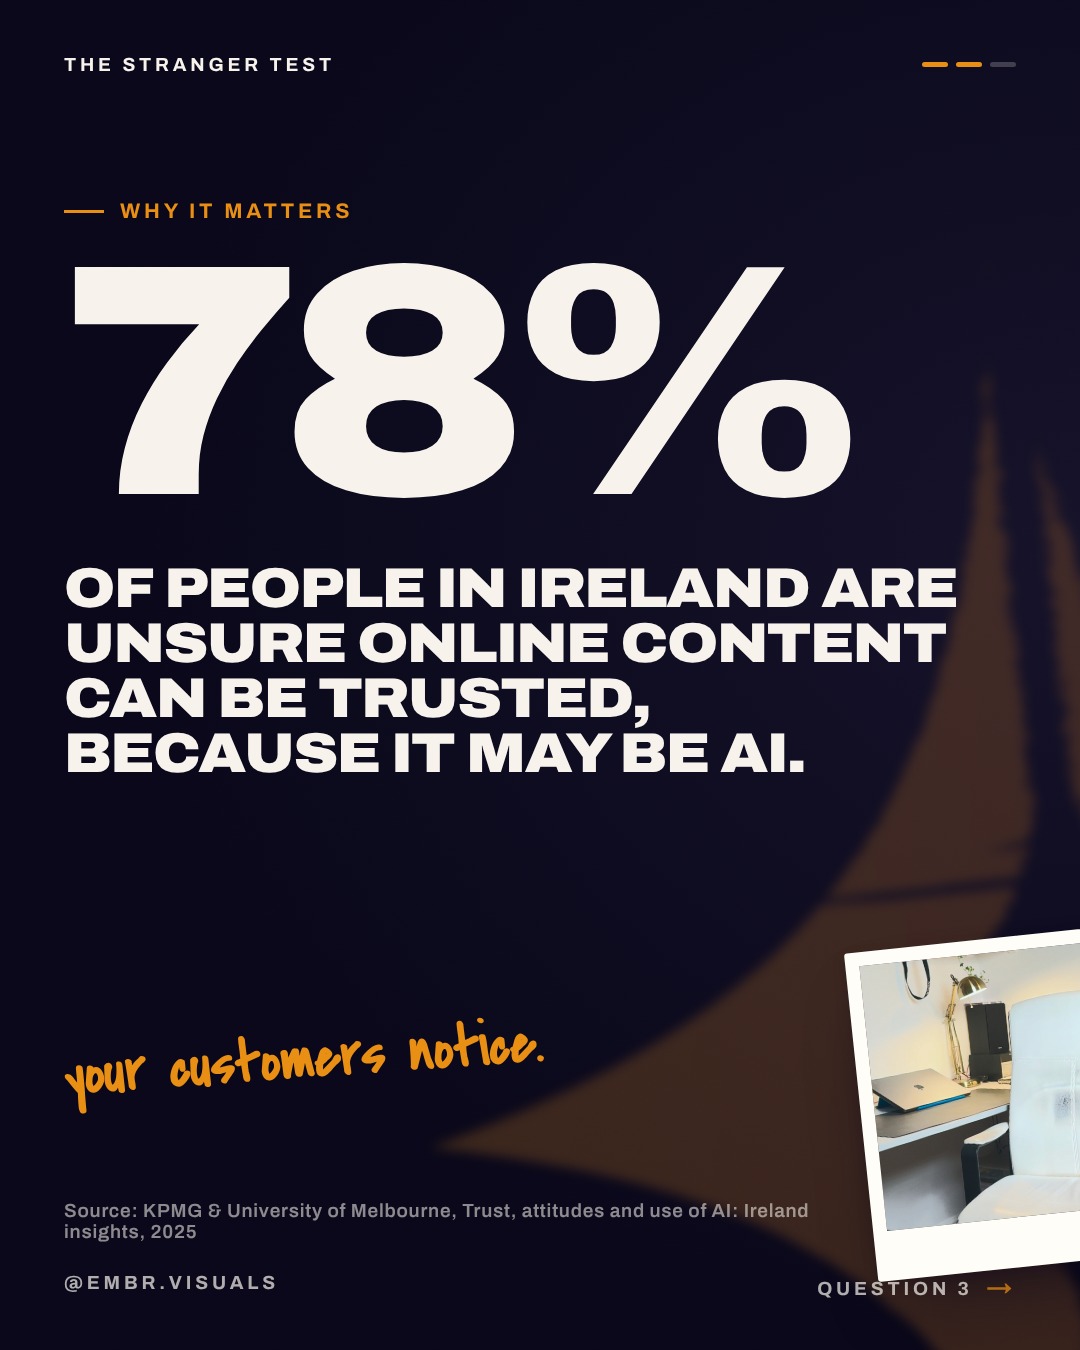 THE STRANGER TEST
WHY IT MATTERS
78%
OF PEOPLE IN IRELAND ARE
UNSURE ONLINE CONTENT
CAN BE TRUSTED,
BECAUSE IT MAY BE AI.
your customers notice.
Source: KPMG & University of Melbourne, Trust, attitudes and use of AI: Ireland
insights, 2025
@EMBR.VISUALS
QUESTION 3 →